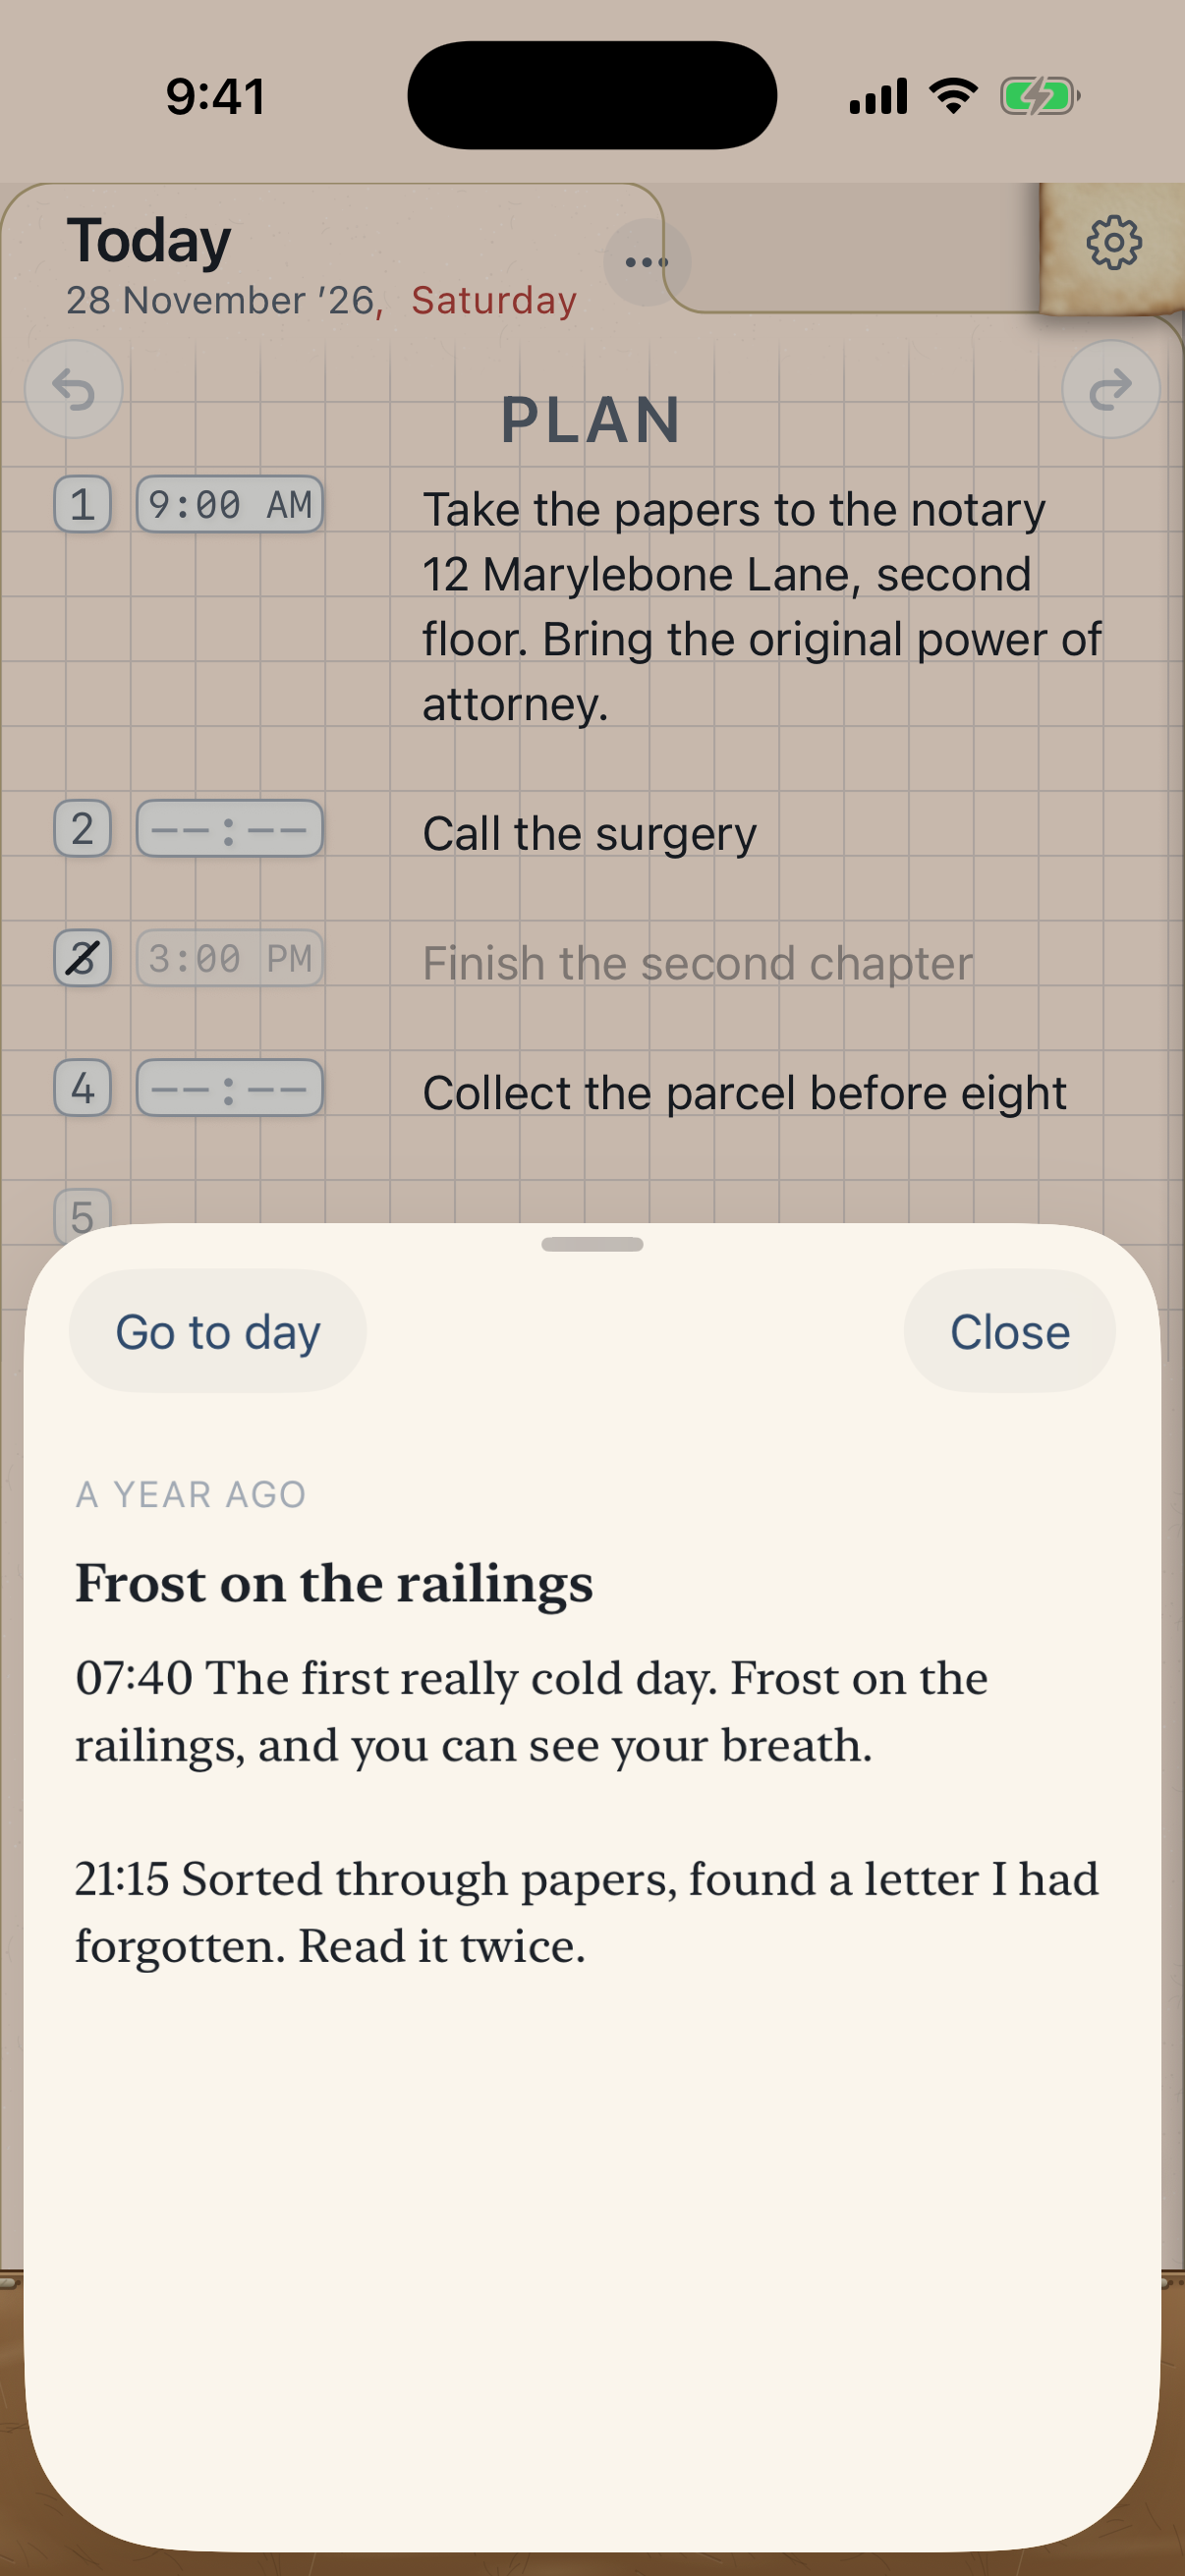 9:41
Today
28 November ’26, Saturday
PLAN
1 9:00 AM Take the papers to the notary
12 Marylebone Lane, second
floor. Bring the original power of
attorney.
2 --:-- Call the surgery
3 3:00 PM Finish the second chapter
4 --:-- Collect the parcel before eight
5
Go to day Close
A YEAR AGO
Frost on the railings
07:40 The first really cold day. Frost on the
railings, and you can see your breath.
21:15 Sorted through papers, found a letter I had
forgotten. Read it twice.